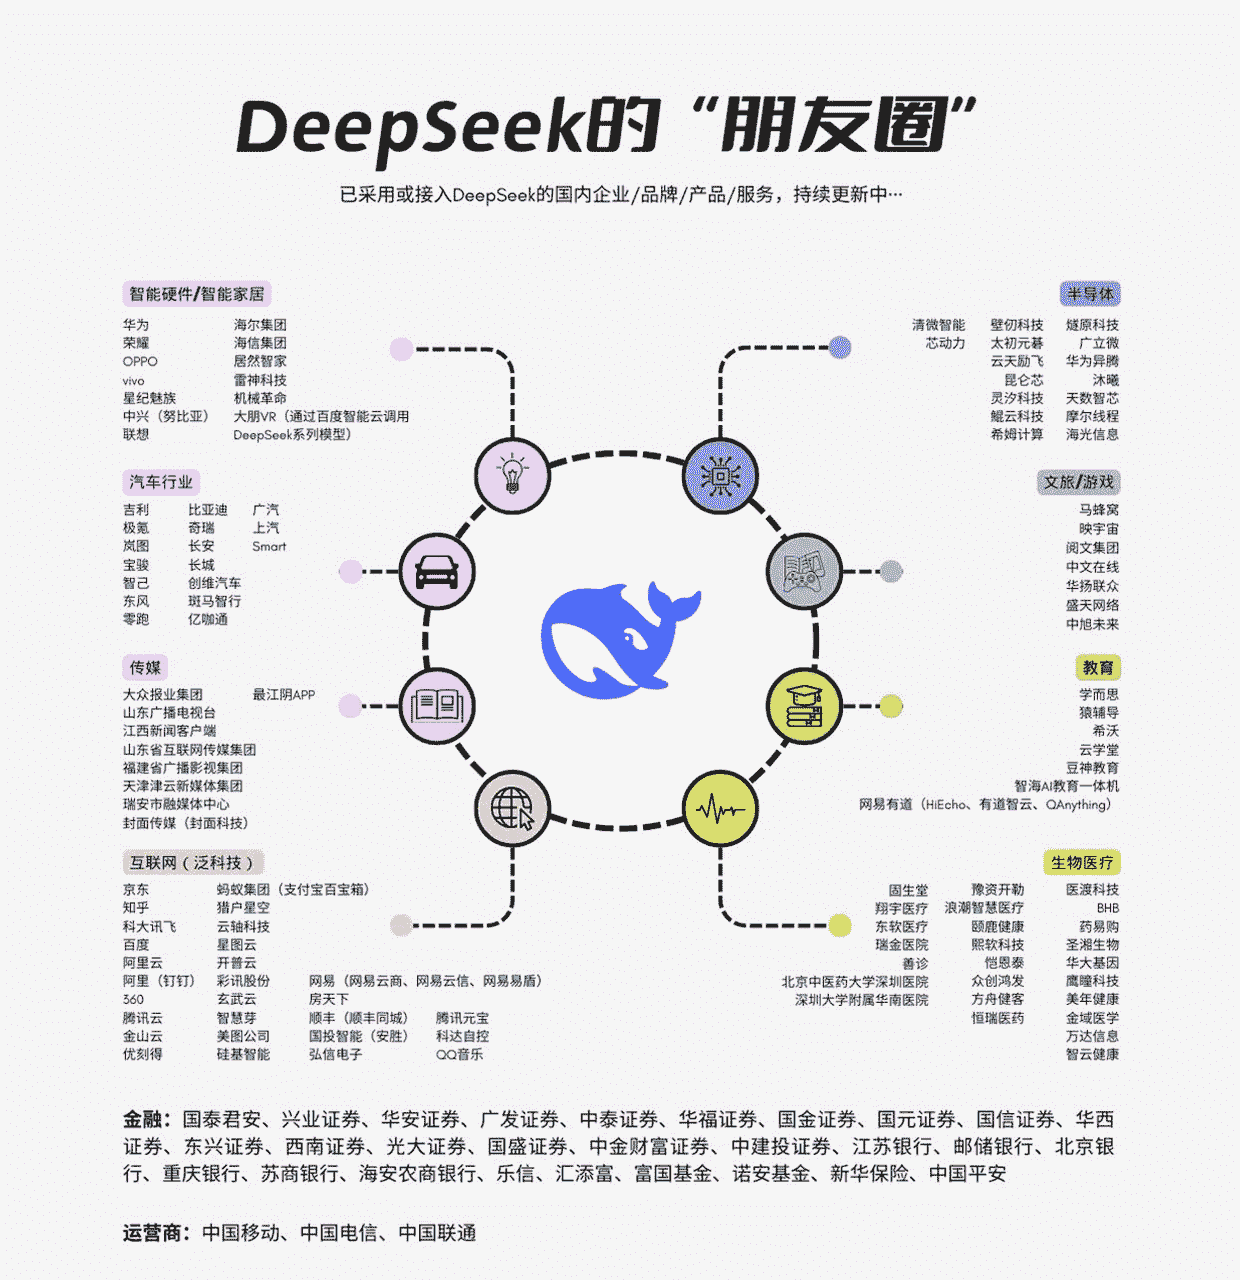 DeepSeek的“朋友圈”
已采用或接入DeepSeek的国内企业/品牌/产品/服务，持续更新中…
智能硬件/智能家居
华为 海尔集团
荣耀 海信集团
OPPO 居然智家
vivo 雷神科技
星纪魅族 机械革命
中兴（努比亚） 大朋VR（通过百度智能云调用
联想 DeepSeek系列模型）
半导体
清微智能 壁仞科技 燧原科技
芯动力 太初元碁 广立微
云天励飞 华为昇腾
昆仑芯 沐曦
灵汐科技 天数智芯
鲲云科技 摩尔线程
希姆计算 海光信息
汽车行业
吉利 比亚迪 广汽
极氪 奇瑞 上汽
岚图 长安 Smart
宝骏 长城
智己 创维汽车
东风 斑马智行
零跑 亿咖通
文旅/游戏
马蜂窝
映宇宙
阅文集团
中文在线
华扬联众
盛天网络
中旭未来
传媒
大众报业集团 最江阴APP
山东广播电视台
江西新闻客户端
山东省互联网传媒集团
福建省广播影视集团
天津津云新媒体集团
瑞安市融媒体中心
封面传媒（封面科技）
教育
学而思
猿辅导
希沃
云学堂
豆神教育
智海AI教育一体机
网易有道（HiEcho、有道智云、QAnything）
互联网（泛科技）
京东 蚂蚁集团（支付宝百宝箱）
知乎 猎户星空
科大讯飞 云轴科技
百度 星图云
阿里云 开普云
阿里（钉钉） 彩讯股份 网易（网易云商、网易云信、网易易盾）
360 玄武云 房天下
腾讯云 智慧芽 顺丰（顺丰同城） 腾讯元宝
金山云 美图公司 国投智能（安胜） 科达自控
优刻得 硅基智能 弘信电子 QQ音乐
生物医疗
固生堂 豫资开勒 医渡科技
翔宇医疗 浪潮智慧医疗 BHB
东软医疗 颐鹿健康 药易购
瑞金医院 熙软科技 圣湘生物
善诊 恺恩泰 华大基因
北京中医药大学深圳医院 众创鸿发 鹰瞳科技
深圳大学附属华南医院 方舟健客 美年健康
恒瑞医药 金域医学
万达信息
智云健康
金融：国泰君安、兴业证券、华安证券、广发证券、中泰证券、华福证券、国金证券、国元证券、国信证券、华西
证券、东兴证券、西南证券、光大证券、国盛证券、中金财富证券、中建投证券、江苏银行、邮储银行、北京银
行、重庆银行、苏商银行、海安农商银行、乐信、汇添富、富国基金、诺安基金、新华保险、中国平安
运营商：中国移动、中国电信、中国联通